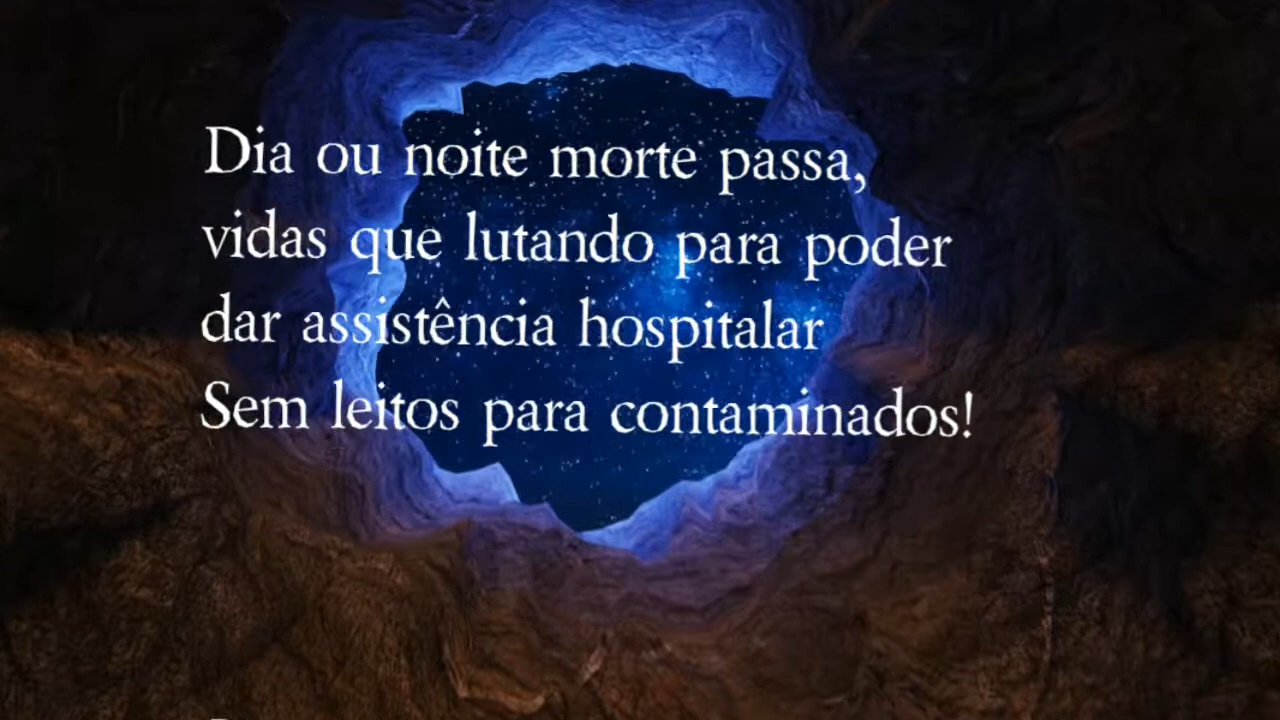 Dia ou noite morte passa,
vidas que lutando para poder
dar assistência hospitalar
Sem leitos para contaminados!